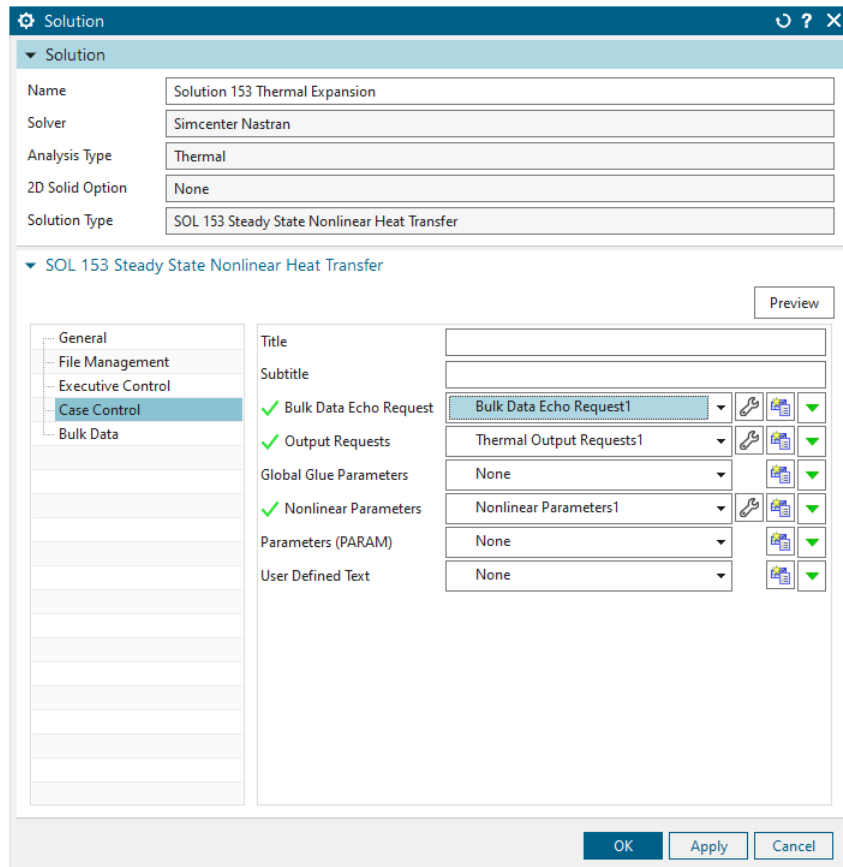 Solution
Solution
Name Solution 153 Thermal Expansion
Solver Simcenter Nastran
Analysis Type Thermal
2D Solid Option None
Solution Type SOL 153 Steady State Nonlinear Heat Transfer
SOL 153 Steady State Nonlinear Heat Transfer
Preview
General
File Management
Executive Control
Case Control
Bulk Data
Title
Subtitle
Bulk Data Echo Request Bulk Data Echo Request1
Output Requests Thermal Output Requests1
Global Glue Parameters None
Nonlinear Parameters Nonlinear Parameters1
Parameters (PARAM) None
User Defined Text None
OK Apply Cancel